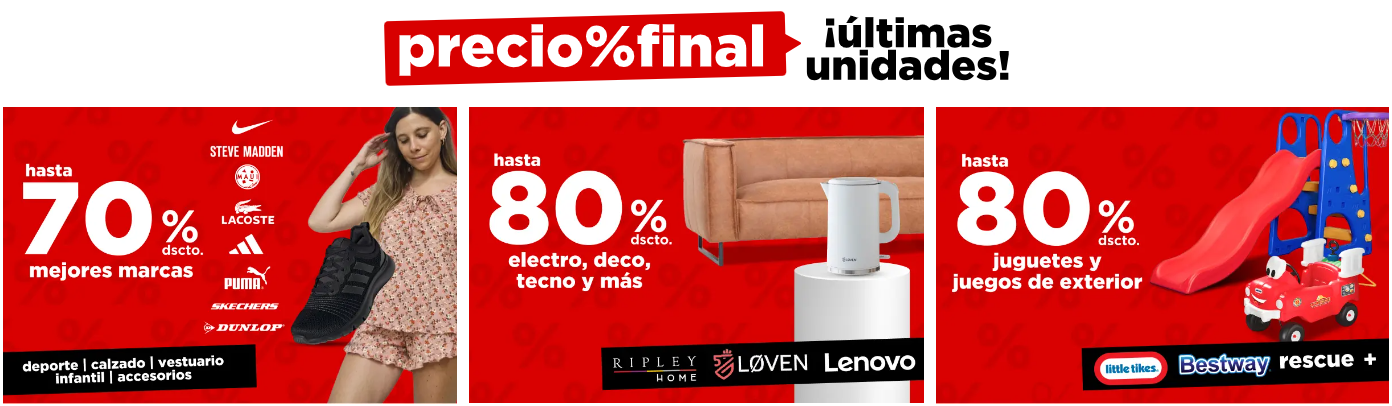 precio%final
¡últimas
unidades!
hasta
70%
dscto.
mejores marcas
STEVE MADDEN
MAUI
LACOSTE
PUMA
SKECHERS
DUNLOP
deporte | calzado | vestuario
infantil | accesorios
hasta
80%
dscto.
electro, deco,
tecno y más
LØVEN
RIPLEY
HOME
LØVEN
Lenovo
hasta
80%
dscto.
juguetes y
juegos de exterior
little tikes
Bestway
rescue +